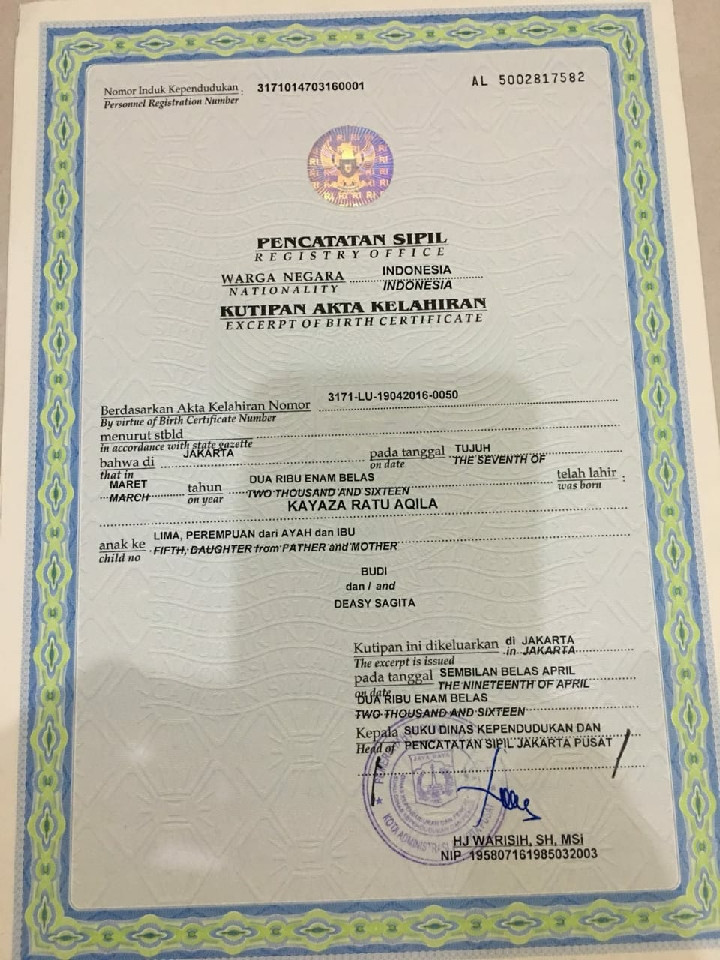 Nomor Induk Kependudukan : 3171014703160001
Personnel Registration Number
AL 5002817582
PENCATATAN SIPIL
REGISTRY OFFICE
WARGA NEGARA INDONESIA
NATIONALITY INDONESIA
KUTIPAN AKTA KELAHIRAN
EXCERPT OF BIRTH CERTIFICATE
Berdasarkan Akta Kelahiran Nomor 3171-LU-19042016-0050
By virtue of Birth Certificate Number
menurut stbld
in accordance with state gazette
bahwa di JAKARTA pada tanggal TUJUH
that in on date THE SEVENTH OF
MARET tahun DUA RIBU ENAM BELAS telah lahir :
MARCH on year TWO THOUSAND AND SIXTEEN was born
KAYAZA RATU AQILA
anak ke LIMA, PEREMPUAN dari AYAH dan IBU
child no FIFTH, DAUGHTER from FATHER and MOTHER
BUDI
dan / and
DEASY SAGITA
Kutipan ini dikeluarkan di JAKARTA
The excerpt is issued in JAKARTA
pada tanggal SEMBILAN BELAS APRIL
on date THE NINETEENTH OF APRIL
DUA RIBU ENAM BELAS
TWO THOUSAND AND SIXTEEN
Kepala SUKU DINAS KEPENDUDUKAN DAN
Head of PENCATATAN SIPIL JAKARTA PUSAT
JAYA RAYA
KOTA ADMINISTRASI
HJ WARISIH, SH, MSi
NIP 195807161985032003